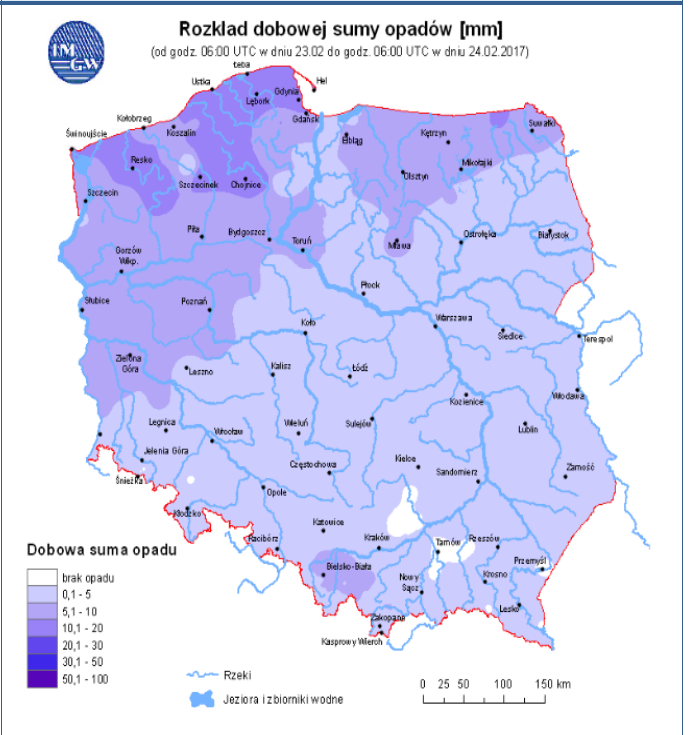 IM
GW
Rozkład dobowej sumy opadów [mm]
(od godz. 06:00 UTC w dniu 23.02 do godz. 06:00 UTC w dniu 24.02.2017)
Łeba
Ustka
Hel
Gdynia
Lębork
Gdańsk
Kołobrzeg
Koszalin
Świnoujście
Elbląg
Kętrzyn
Suwałki
Resko
Mikołajki
Szczecinek
Chojnice
Olsztyn
Szczecin
Piła
Bydgoszcz
Toruń
Mława
Ostrołęka
Białystok
Gorzów
Wlkp.
Płock
Słubice
Poznań
Koło
Warszawa
Siedlce
Terespol
Zielona
Góra
Leszno
Kalisz
Łódź
Kozienice
Włodawa
Legnica
Wrocław
Wieluń
Sulejów
Lublin
Jelenia Góra
Śnieżka
Częstochowa
Kielce
Sandomierz
Zamość
Opole
Kłodzko
Katowice
Racibórz
Kraków
Tarnów
Rzeszów
Przemyśl
Bielsko-Biała
Nowy
Sącz
Krosno
Lesko
Zakopane
Kasprowy Wierch
Dobowa suma opadu
brak opadu
0,1 - 5
5,1 - 10
10,1 - 20
20,1 - 30
30,1 - 50
50,1 - 100
Rzeki
Jeziora i zbiorniki wodne
0 25 50 100 150 km